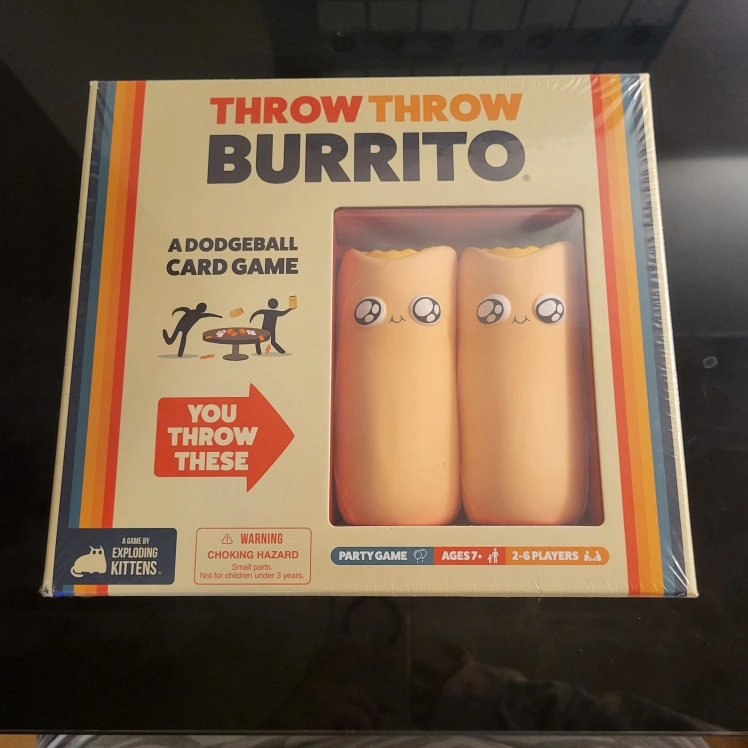 THROW THROW
BURRITO®
A DODGEBALL
CARD GAME
YOU
THROW
THESE
A GAME BY
EXPLODING
KITTENS
⚠ WARNING
CHOKING HAZARD
Small parts.
Not for children under 3 years.
PARTY GAME
AGES 7+
2-6 PLAYERS